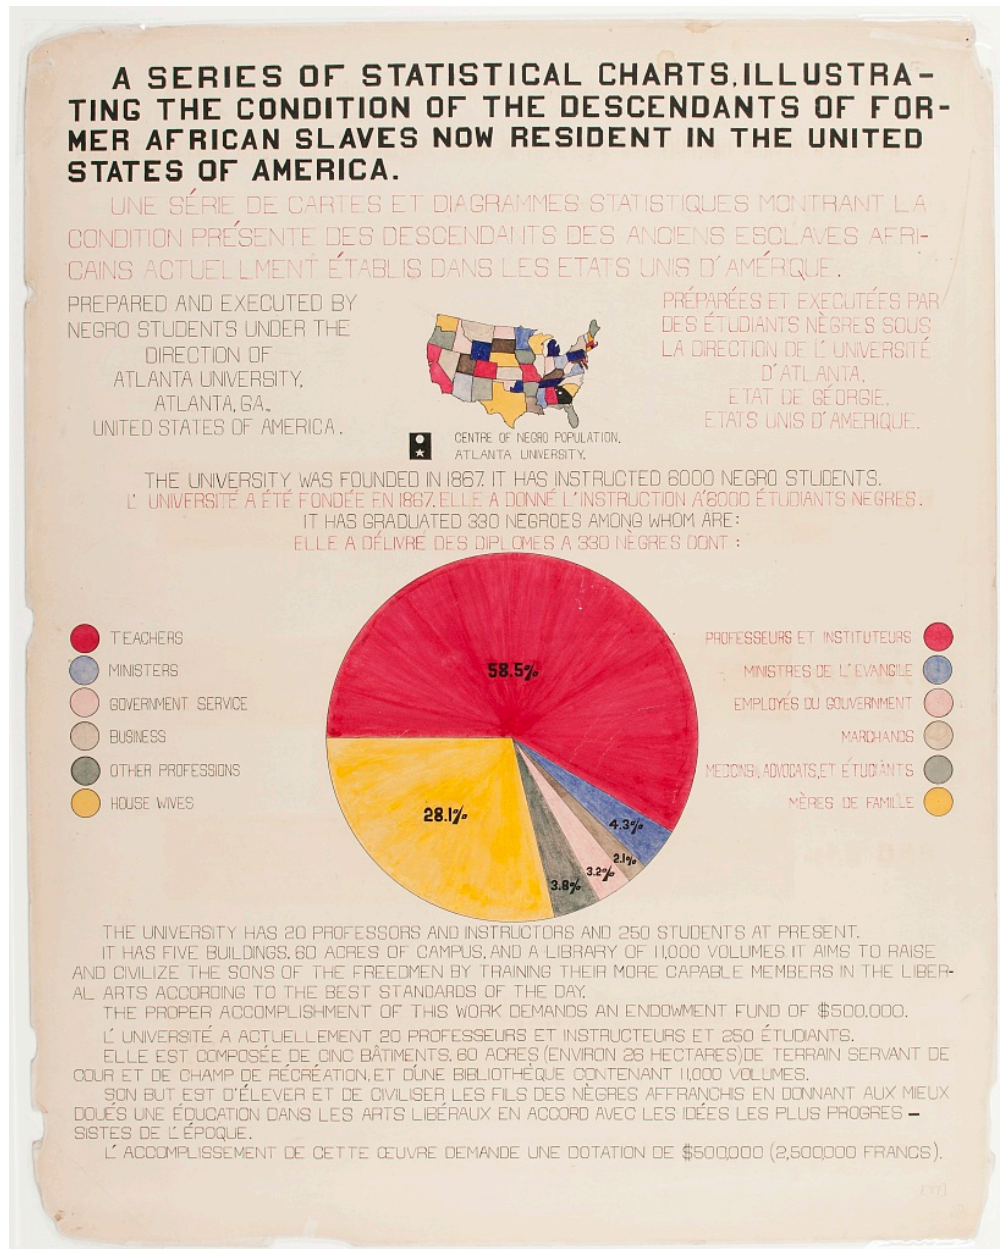 A SERIES OF STATISTICAL CHARTS, ILLUSTRA-
TING THE CONDITION OF THE DESCENDANTS OF FOR-
MER AFRICAN SLAVES NOW RESIDENT IN THE UNITED
STATES OF AMERICA.
UNE SÉRIE DE CARTES ET DIAGRAMMES STATISTIQUES MONTRANT LA
CONDITION PRÉSENTE DES DESCENDANTS DES ANCIENS ESCLAVES AFRI-
CAINS ACTUELLMENT ÉTABLIS DANS LES ETATS UNIS D'AMÉRIQUE.
PREPARED AND EXECUTED BY
NEGRO STUDENTS UNDER THE
DIRECTION OF
ATLANTA UNIVERSITY,
ATLANTA, GA.,
UNITED STATES OF AMERICA.
PRÉPARÉES ET EXECUTÉES PAR
DES ÉTUDIANTS NÈGRES SOUS
LA DIRECTION DE L'UNIVERSITÉ
D'ATLANTA.
ETAT DE GÉORGIE.
ETATS UNIS D'AMERIQUE.
CENTRE OF NEGRO POPULATION.
ATLANTA UNIVERSITY.
THE UNIVERSITY WAS FOUNDED IN 1867. IT HAS INSTRUCTED 6000 NEGRO STUDENTS.
L'UNIVERSITÉ A ÉTÉ FONDÉE EN 1867. ELLE A DONNÉ L'INSTRUCTION A'6000 ÉTUDIANTS NEGRES.
IT HAS GRADUATED 330 NEGROES AMONG WHOM ARE:
ELLE A DÉLIVRÉ DES DIPLOMES A 330 NÈGRES DONT :
TEACHERS
MINISTERS
GOVERNMENT SERVICE
BUSINESS
OTHER PROFESSIONS
HOUSE WIVES
58.5%
28.1%
4.3%
2.1%
3.2%
3.8%
PROFESSEURS ET INSTITUTEURS
MINISTRES DE L'EVANGILE
EMPLOYÉS DU GOUVERNMENT
MARCHANDS
MEDCINS, ADVOCATS, ET ÉTUDIANTS
MÈRES DE FAMILLE
THE UNIVERSITY HAS 20 PROFESSORS AND INSTRUCTORS AND 250 STUDENTS AT PRESENT.
IT HAS FIVE BUILDINGS, 60 ACRES OF CAMPUS, AND A LIBRARY OF 11,000 VOLUMES. IT AIMS TO RAISE
AND CIVILIZE THE SONS OF THE FREEDMEN BY TRAINING THEIR MORE CAPABLE MEMBERS IN THE LIBER-
AL ARTS ACCORDING TO THE BEST STANDARDS OF THE DAY.
THE PROPER ACCOMPLISHMENT OF THIS WORK DEMANDS AN ENDOWMENT FUND OF $500,000.
L'UNIVERSITÉ A ACTUELLEMENT 20 PROFESSEURS ET INSTRUCTEURS ET 250 ÉTUDIANTS.
ELLE EST COMPOSÉE DE CINC BÂTIMENTS, 60 ACRES (ENVIRON 26 HECTARES) DE TERRAIN SERVANT DE
COUR ET DE CHAMP DE RÉCRÉATION, ET D'UNE BIBLIOTHÈQUE CONTENANT 11,000 VOLUMES.
SON BUT EST D'ÉLEVER ET DE CIVILISER LES FILS DES NÈGRES AFFRANCHIS EN DONNANT AUX MIEUX
DOUÉS UNE ÉDUCATION DANS LES ARTS LIBÉRAUX EN ACCORD AVEC LES IDÉES LES PLUS PROGRES-
SISTES DE L'ÉPOQUE.
L'ACCOMPLISSEMENT DE CETTE ŒUVRE DEMANDE UNE DOTATION DE $500,000 (2,500,000 FRANCS).